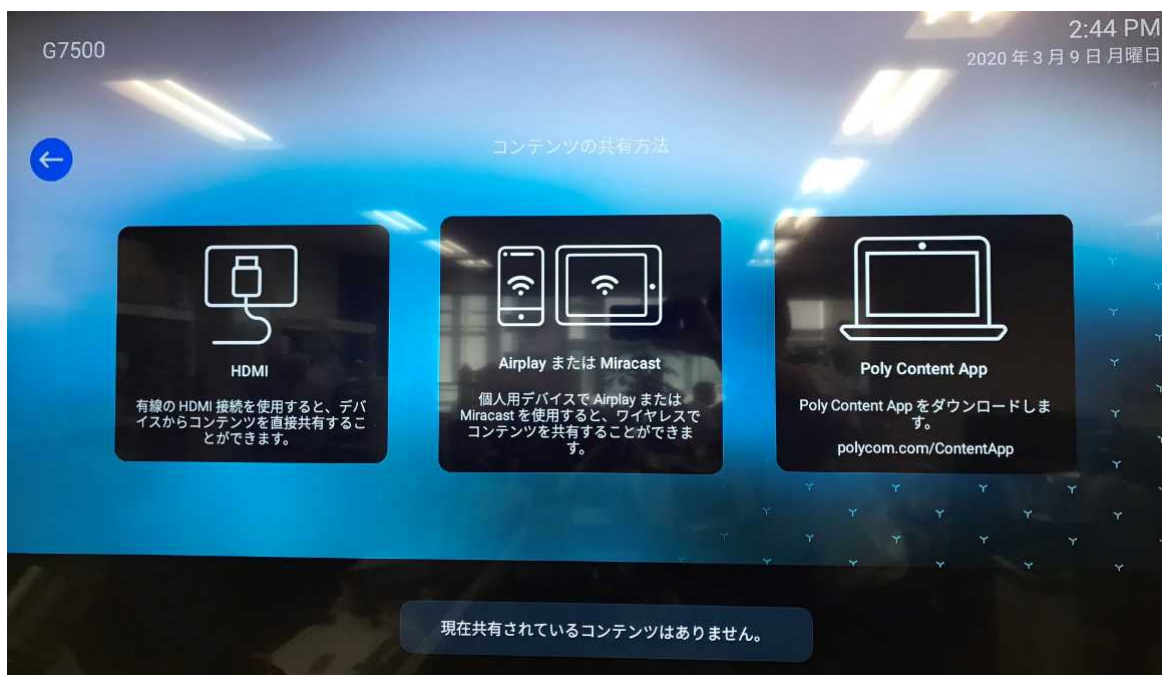 G7500
2:44 PM
2020 年 3 月 9 日 月曜日
コンテンツの共有方法
HDMI
有線の HDMI 接続を使用すると、デバ
イスからコンテンツを直接共有するこ
とができます。
Airplay または Miracast
個人用デバイスで Airplay または
Miracast を使用すると、ワイヤレスで
コンテンツを共有することができま
す。
Poly Content App
Poly Content App をダウンロードしま
す。
polycom.com/ContentApp
現在共有されているコンテンツはありません。